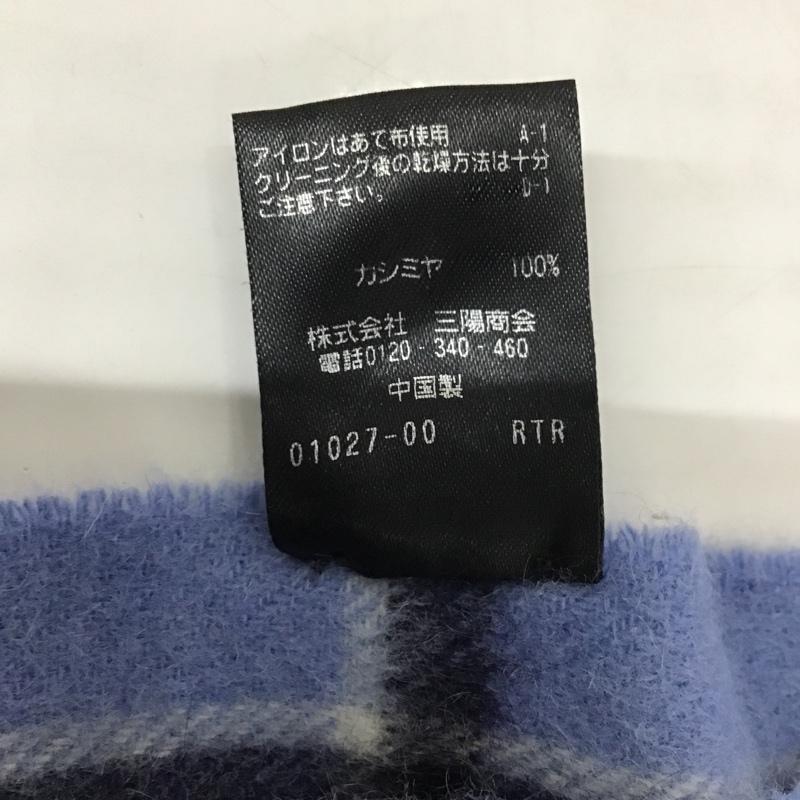 アイロンはあて布使用 A-1
クリーニング後の乾燥方法は十分
ご注意下さい。 D-1
カシミヤ 100%
株式会社 三陽商会
電話0120-340-460
中国製
01027-00 RTR